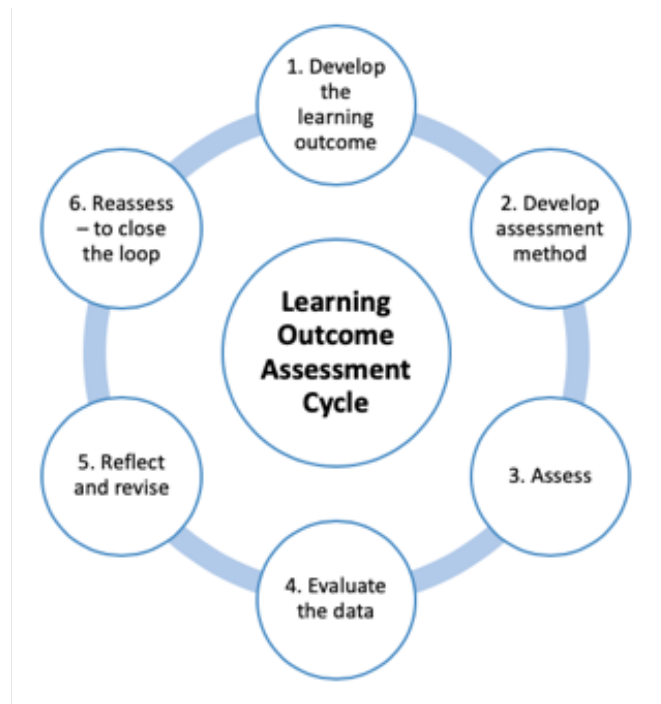 1. Develop
the
learning
outcome
2. Develop
assessment
method
3. Assess
4. Evaluate
the data
5. Reflect
and revise
6. Reassess
– to close
the loop
Learning
Outcome
Assessment
Cycle